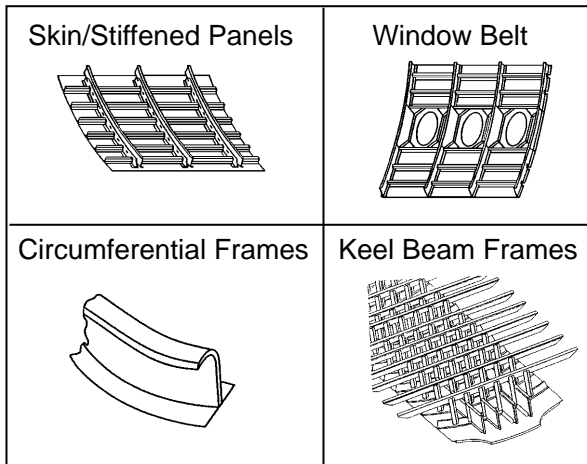 Skin/Stiffened Panels
Window Belt
Circumferential Frames
Keel Beam Frames